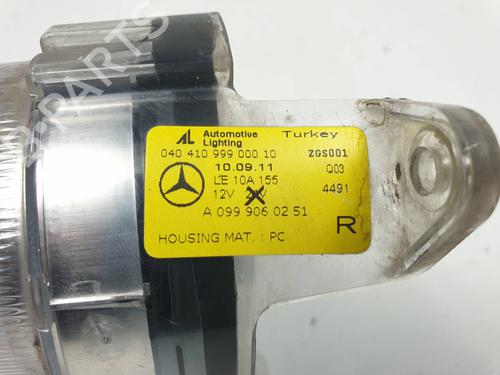 AL Automotive Lighting Turkey
040 410 999 000 10 ZGS001
10.09.11 Q03
L'E 10A 155 4491
12V
A 099 906 02 51
HOUSING MAT. : PC R